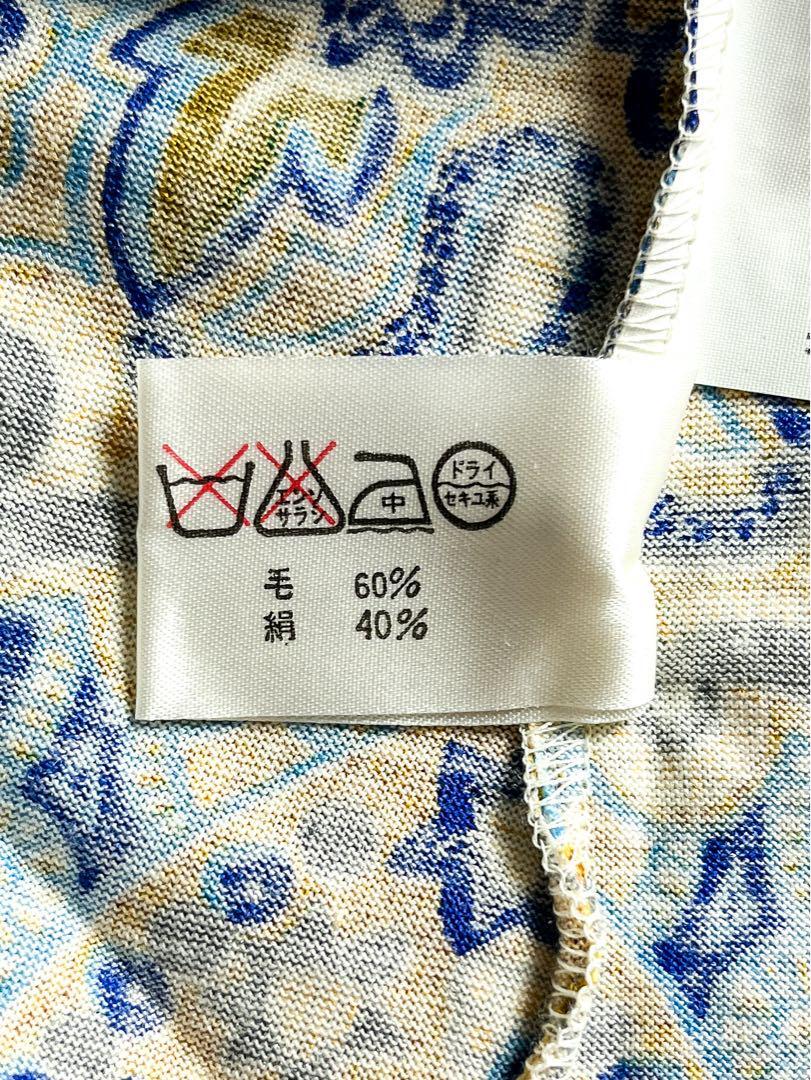 エンソ
サラシ
中
ドライ
セキユ系
毛 60%
絹 40%